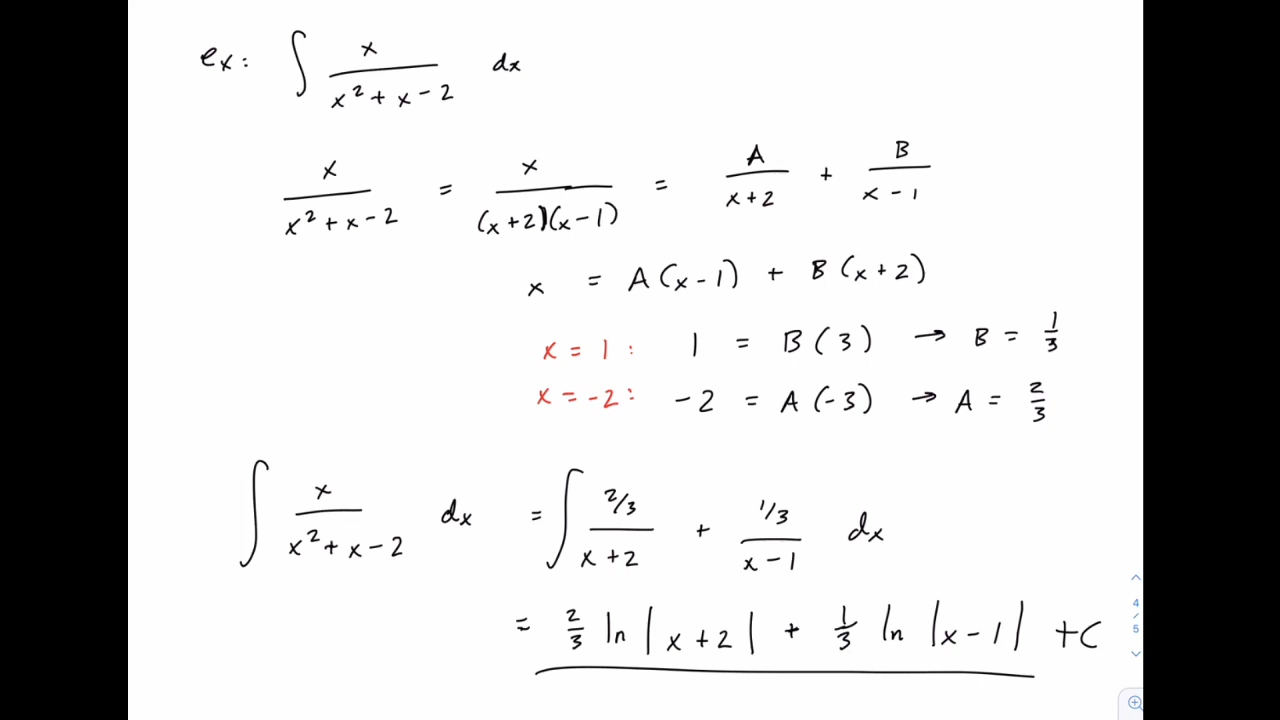 ex: ∫ x/(x² + x - 2) dx
x/(x² + x - 2) = x/((x+2)(x-1)) = A/(x+2) + B/(x-1)
x = A(x-1) + B(x+2)
x = 1: 1 = B(3) → B = 1/3
x = -2: -2 = A(-3) → A = 2/3
∫ x/(x² + x - 2) dx = ∫ (2/3)/(x+2) + (1/3)/(x-1) dx
= 2/3 ln|x+2| + 1/3 ln|x-1| + C
4
/
5